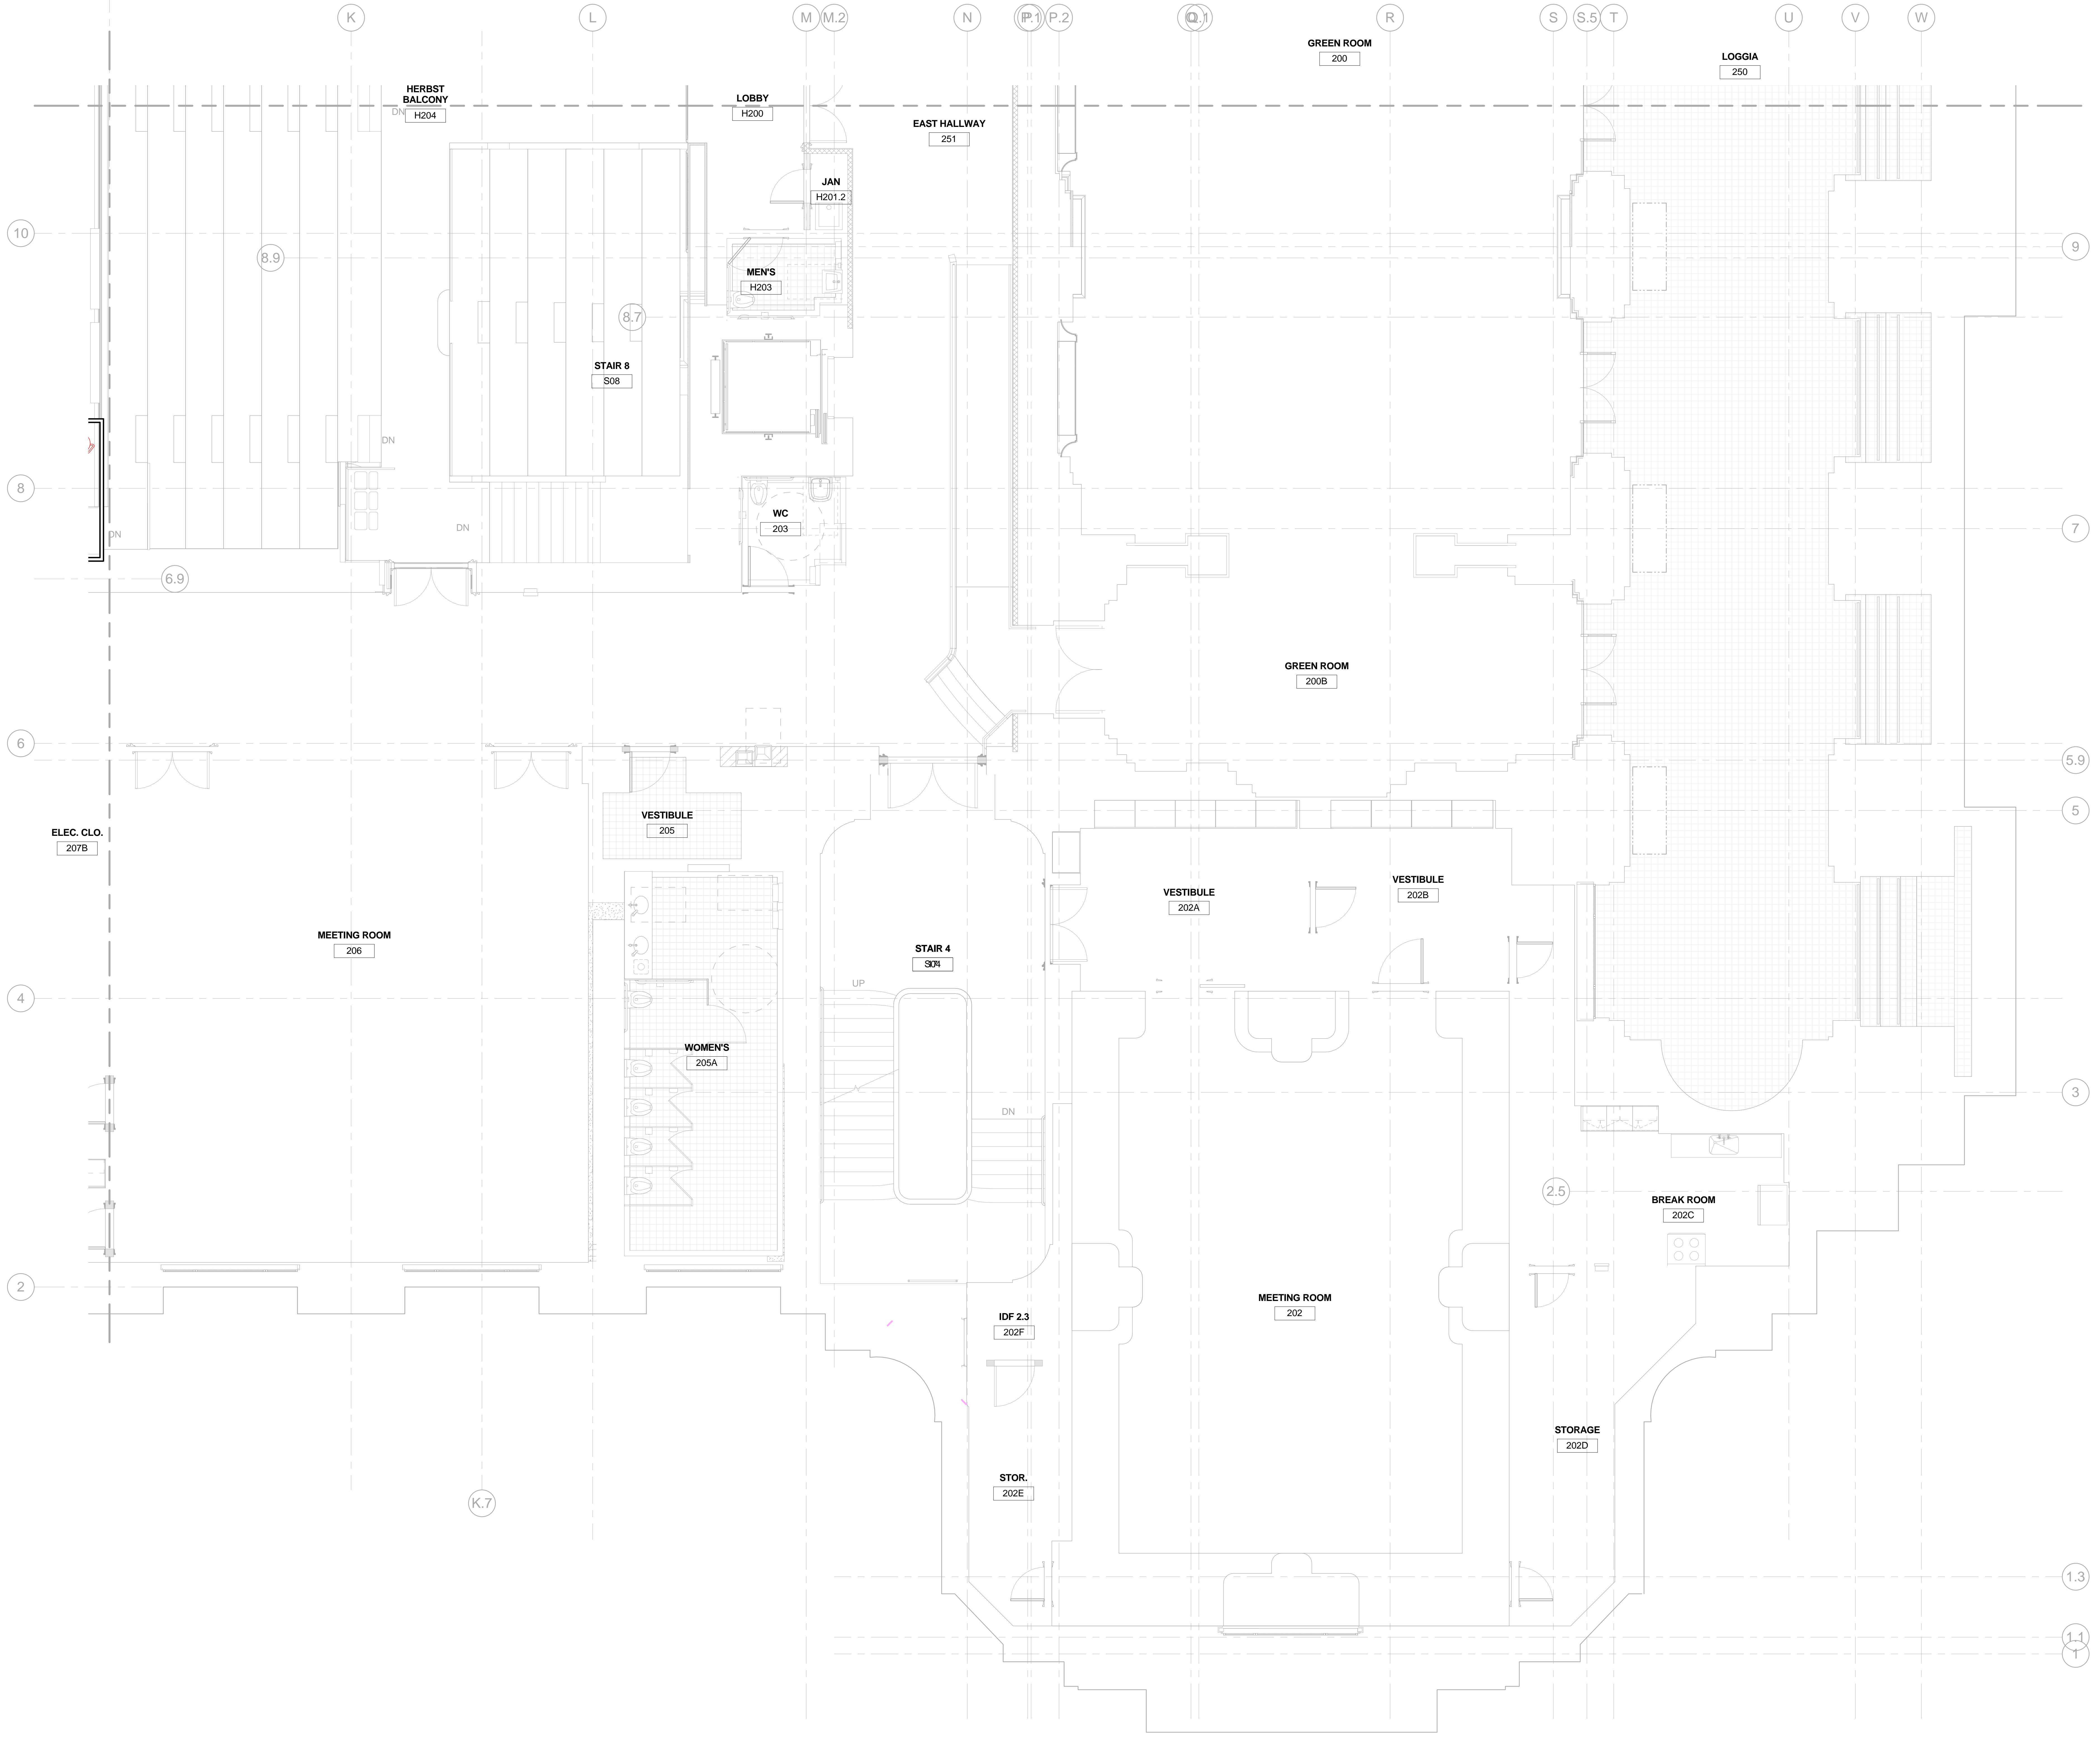 K
L
M
M.2
N
P.1
P.2
Q.1
R
S
S.5
T
U
V
W
GREEN ROOM
200
LOGGIA
250
HERBST
BALCONY
H204
DN
LOBBY
H200
EAST HALLWAY
251
JAN
H201.2
10
9
8.9
MEN'S
H203
8.7
STAIR 8
S08
DN
8
WC
203
DN
DN
7
6.9
GREEN ROOM
200B
6
5.9
5
VESTIBULE
205
ELEC. CLO.
207B
VESTIBULE
202A
VESTIBULE
202B
MEETING ROOM
206
STAIR 4
UP
4
WOMEN'S
205A
3
DN
2.5
BREAK ROOM
202C
2
MEETING ROOM
202
IDF 2.3
202F
STORAGE
202D
STOR.
202E
K.7
1.3
1.1
1